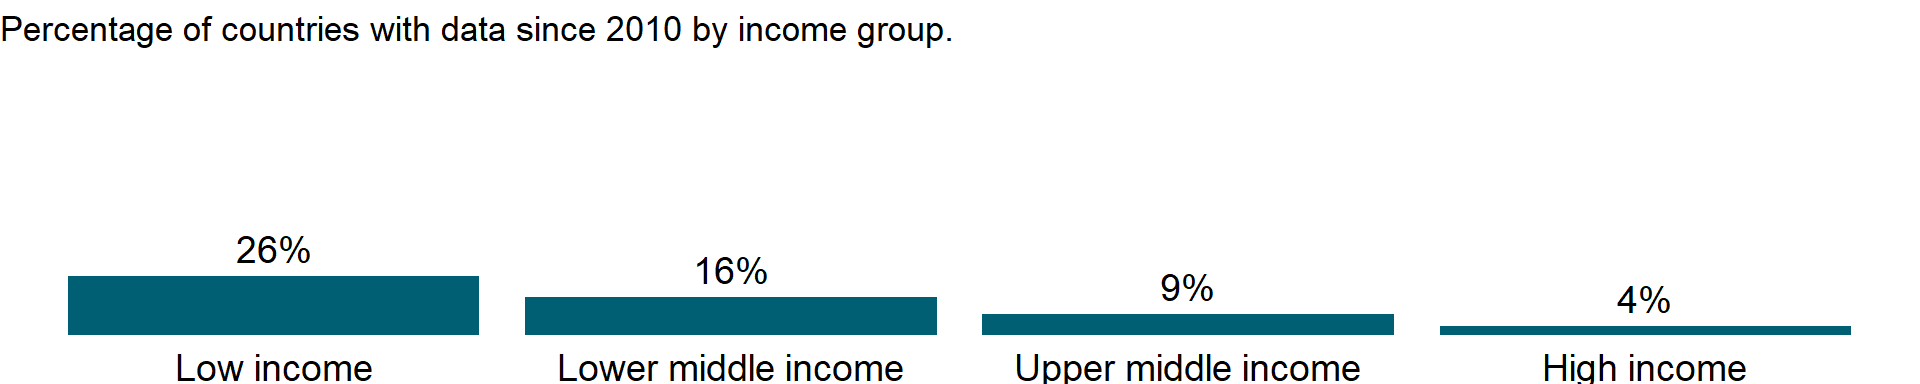 Percentage of countries with data since 2010 by income group.
26%
16%
9%
4%
Low income
Lower middle income
Upper middle income
High income